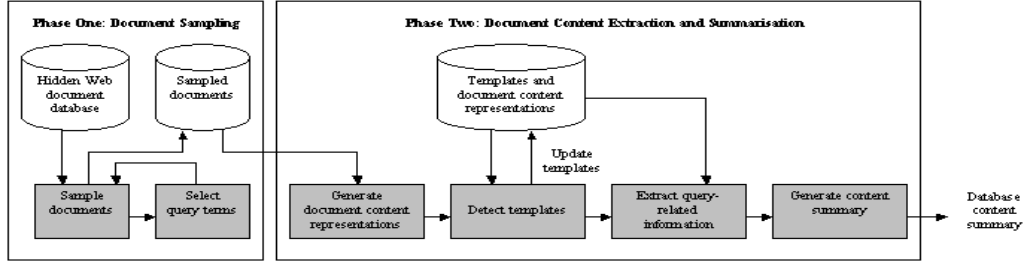 Phase One: Document Sampling
Hidden Web
document
database
Sampled
documents
Sample
documents
Select
query terms
Phase Two: Document Content Extraction and Summarisation
Templates and
document content
representations
Update
templates
Generate
document content
representations
Detect templates
Extract query-
related
information
Generate content
summary
Database
content
summary